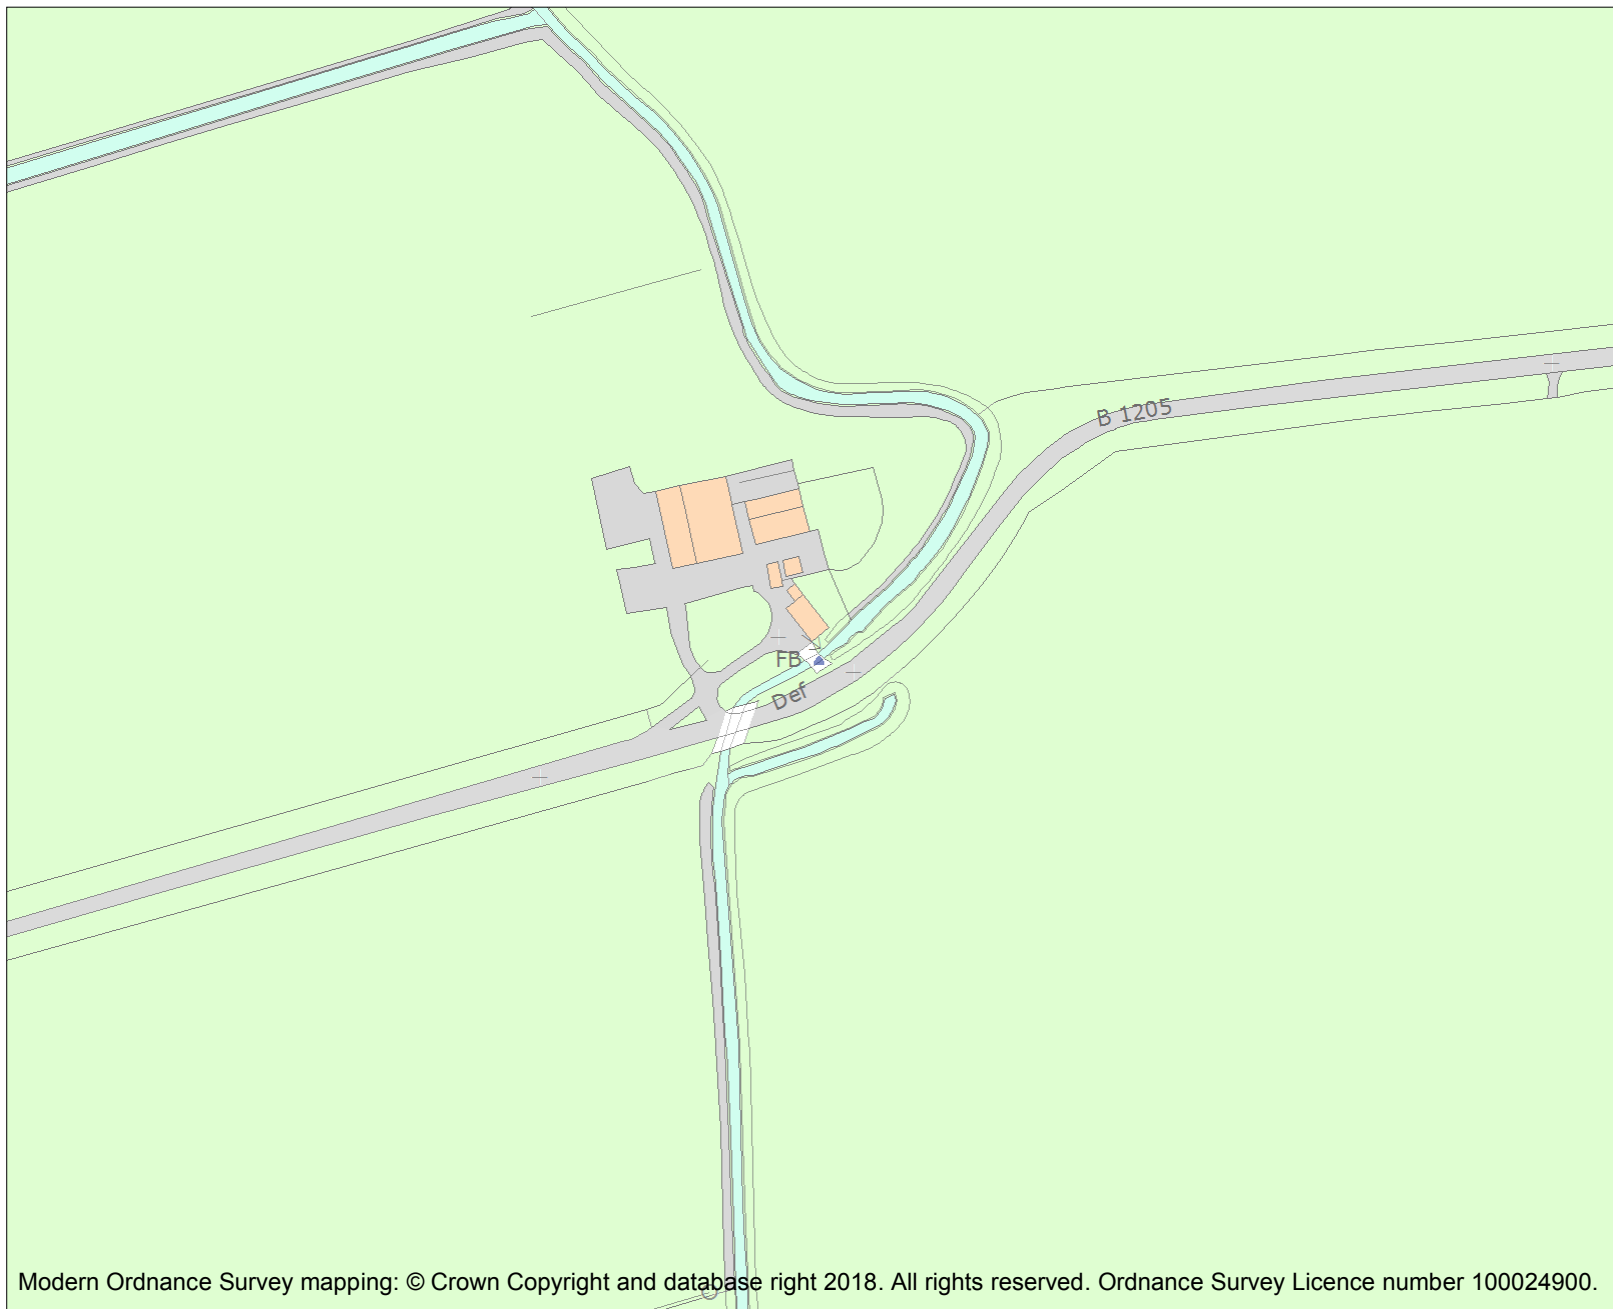 B 1205
FB
Def
Modern Ordnance Survey mapping: © Crown Copyright and database right 2018. All rights reserved. Ordnance Survey Licence number 100024900.